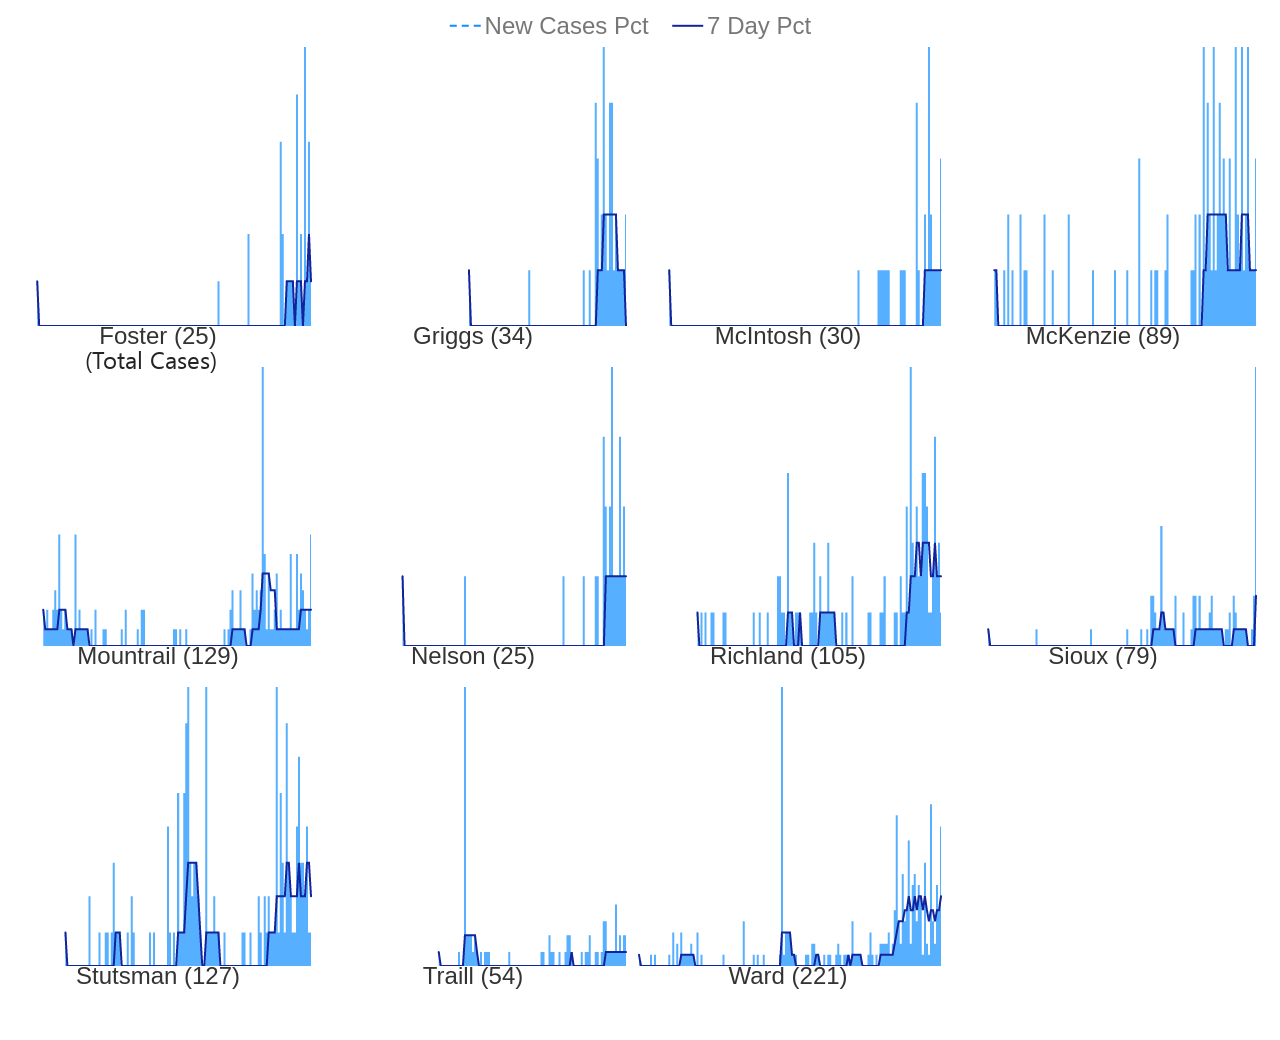 New Cases Pct 7 Day Pct
Foster (25) Griggs (34) McIntosh (30) McKenzie (89)
(Total Cases)
Mountrail (129) Nelson (25) Richland (105) Sioux (79)
Stutsman (127) Traill (54) Ward (221)